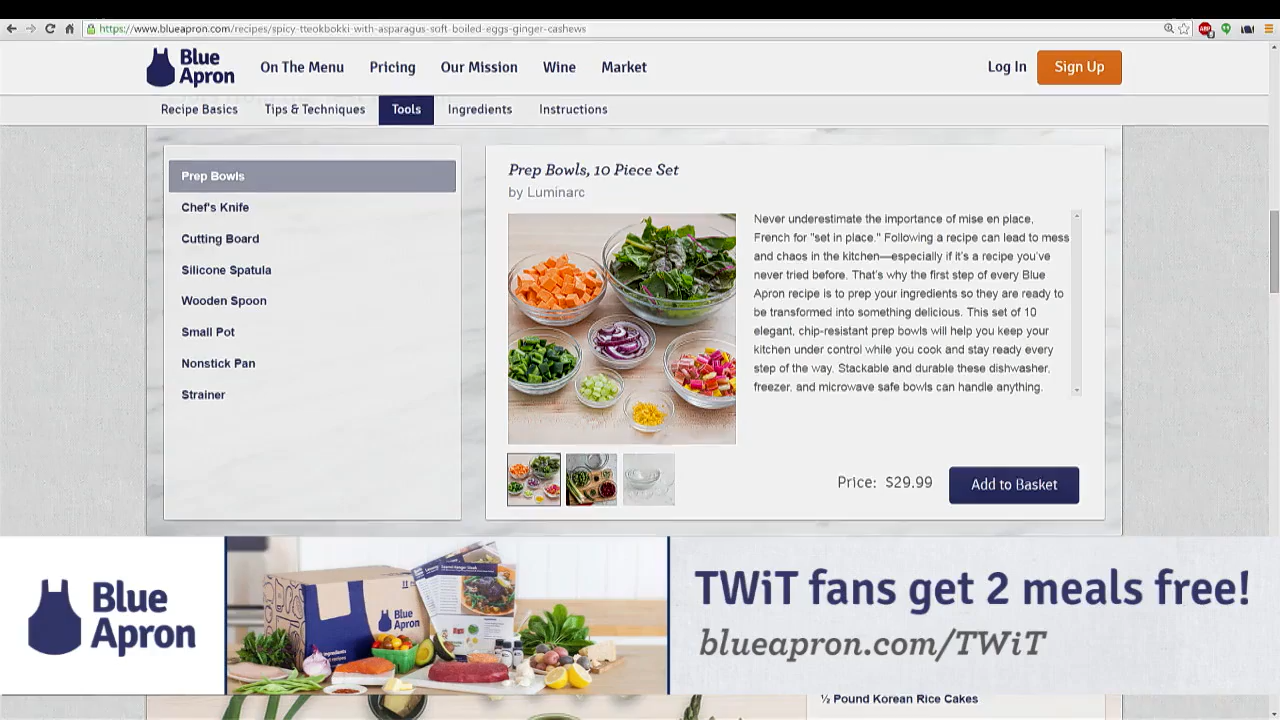 https://www.blueapron.com/recipes/spicy-tteokbokki-with-asparagus-soft-boiled-eggs-ginger-cashews
Blue Apron
On The Menu
Pricing
Our Mission
Wine
Market
Log In
Sign Up
Recipe Basics
Tips & Techniques
Tools
Ingredients
Instructions
Prep Bowls
Chef's Knife
Cutting Board
Silicone Spatula
Wooden Spoon
Small Pot
Nonstick Pan
Strainer
Prep Bowls, 10 Piece Set
by Luminarc
Never underestimate the importance of mise en place,
French for "set in place." Following a recipe can lead to mess
and chaos in the kitchen—especially if it's a recipe you've
never tried before. That's why the first step of every Blue
Apron recipe is to prep your ingredients so they are ready to
be transformed into something delicious. This set of 10
elegant, chip-resistant prep bowls will help you keep your
kitchen under control while you cook and stay ready every
step of the way. Stackable and durable these dishwasher,
freezer, and microwave safe bowls can handle anything.
Price: $29.99
Add to Basket
Blue
Apron
Blue
Apron
TWiT fans get 2 meals free!
blueapron.com/TWiT
½ Pound Korean Rice Cakes